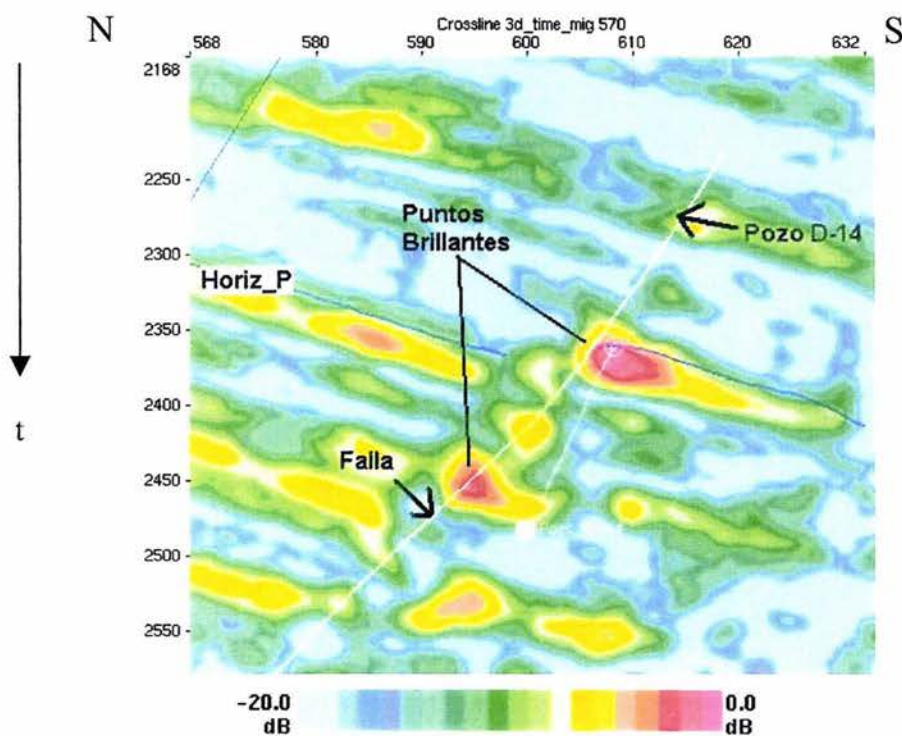 N
Crossline 3d_time_mig 570
S
568 580 590 600 610 620 632
2168
2250
2300
2350
2400
2450
2500
2550
t
Puntos
Brillantes
Pozo D-14
Horiz_P
Falla
-20.0
dB
0.0
dB